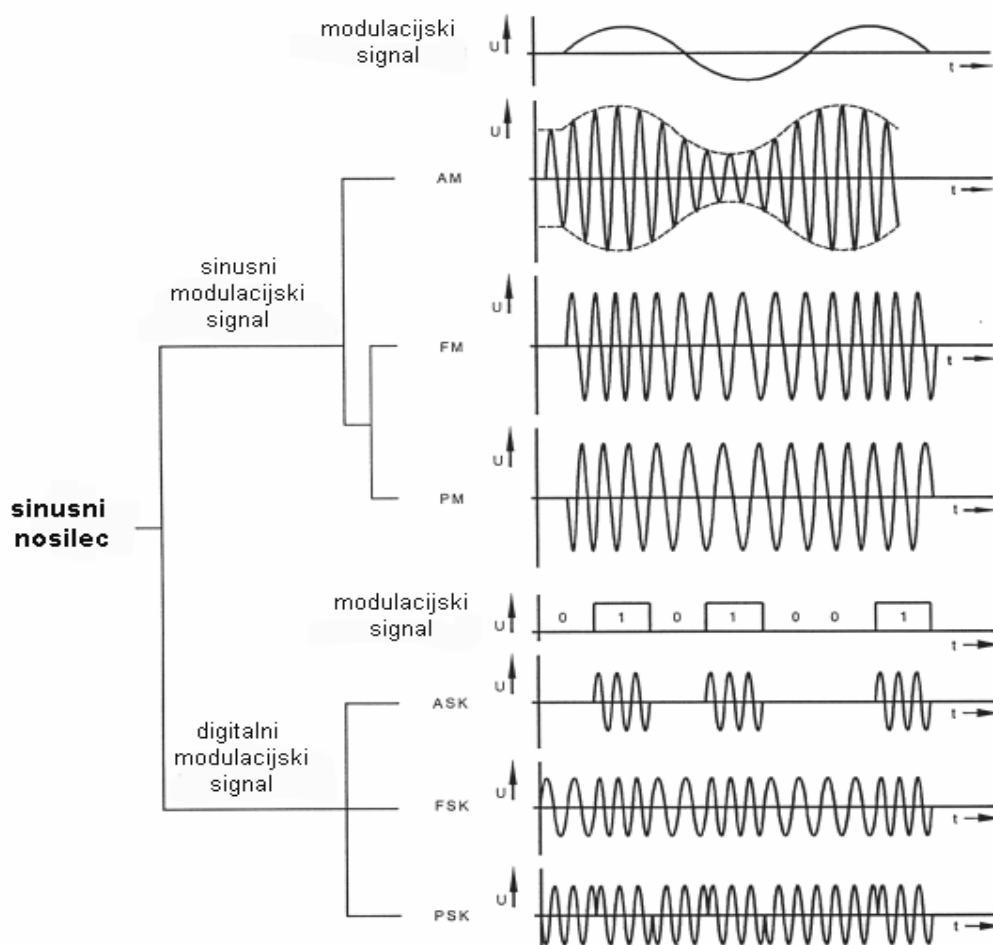 modulacijski
signal
U
t
U
AM
t
sinusni
modulacijski
signal
U
FM
t
U
PM
t
sinusni
nosilec
modulacijski
signal
U
0 1 0 1 0 0 1
t
U
ASK
t
digitalni
modulacijski
signal
U
FSK
t
U
PSK
t